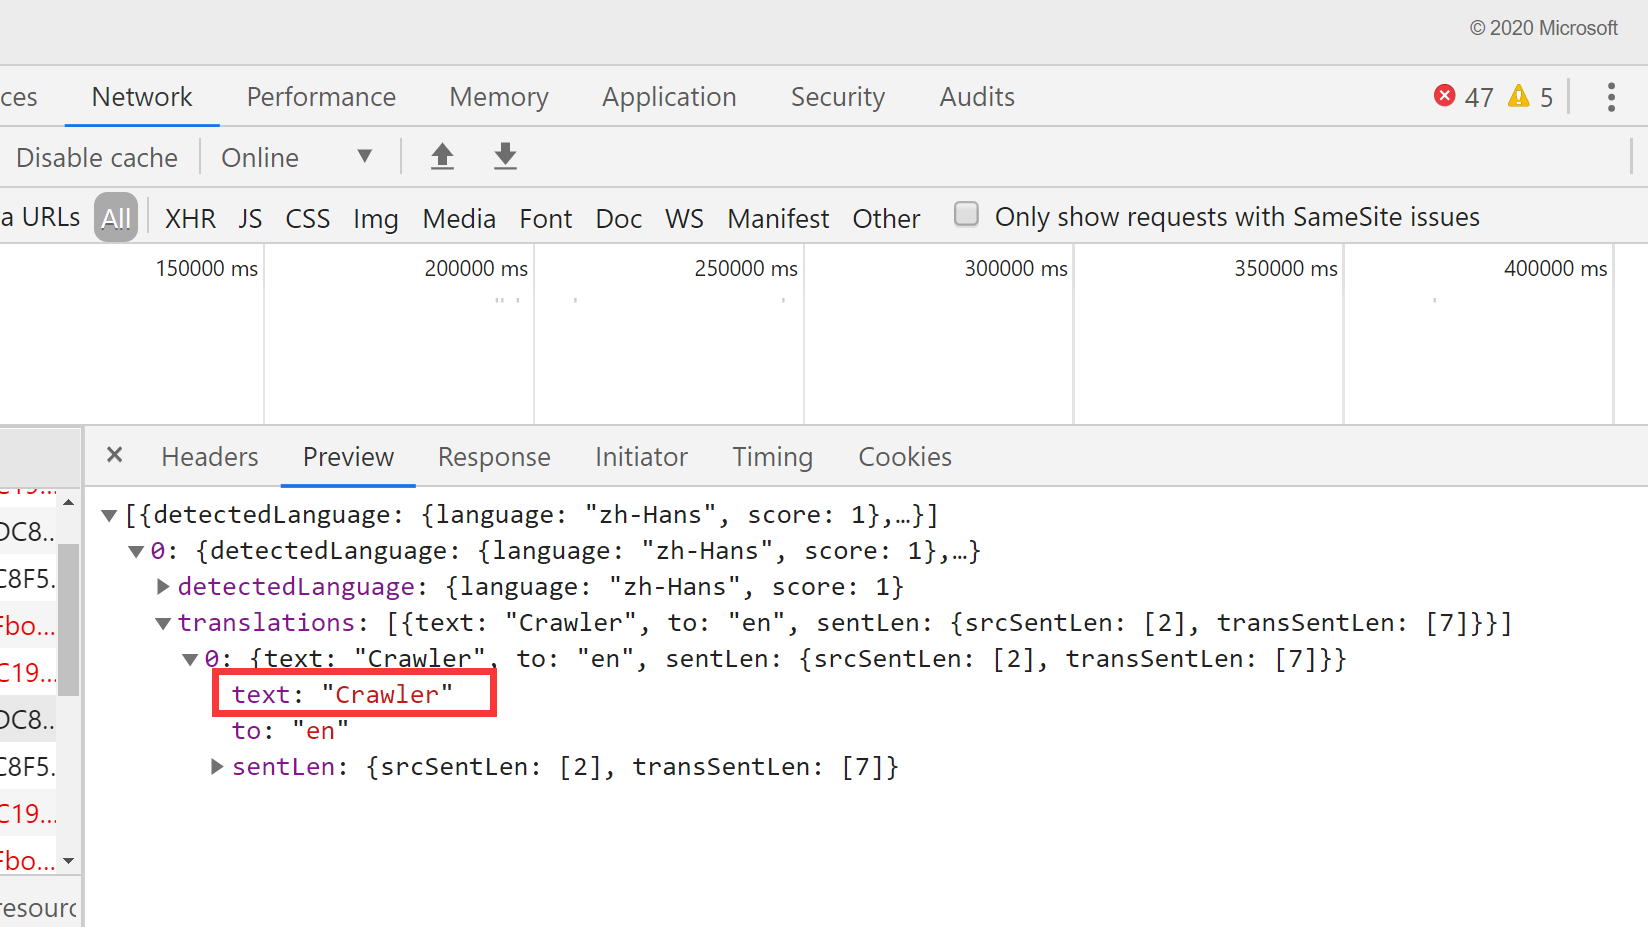 © 2020 Microsoft
ces Network Performance Memory Application Security Audits 47 5
Disable cache Online
a URLs All XHR JS CSS Img Media Font Doc WS Manifest Other Only show requests with SameSite issues
150000 ms 200000 ms 250000 ms 300000 ms 350000 ms 400000 ms
× Headers Preview Response Initiator Timing Cookies
[{detectedLanguage: {language: "zh-Hans", score: 1},…}]
0: {detectedLanguage: {language: "zh-Hans", score: 1},…}
detectedLanguage: {language: "zh-Hans", score: 1}
translations: [{text: "Crawler", to: "en", sentLen: {srcSentLen: [2], transSentLen: [7]}}]
0: {text: "Crawler", to: "en", sentLen: {srcSentLen: [2], transSentLen: [7]}}
text: "Crawler"
to: "en"
sentLen: {srcSentLen: [2], transSentLen: [7]}
C19...
DC8..
C8F5.
Fbo...
C19...
DC8..
C8F5.
C19...
Fbo...
resourc